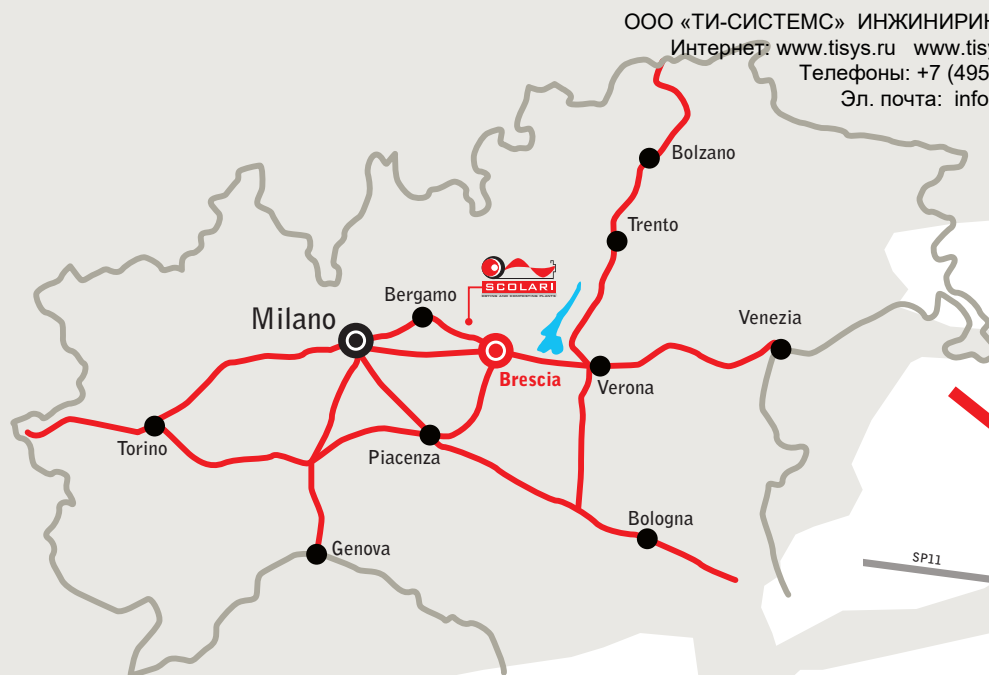 ООО «ТИ-СИСТЕМС» ИНЖИНИРИН
Интернет: www.tisys.ru www.tis
Телефоны: +7 (495
Эл. почта: info
Bolzano
Trento
SCOLARI
Bergamo
Milano
Venezia
Brescia
Verona
Torino
Piacenza
Bologna
Genova
SP11